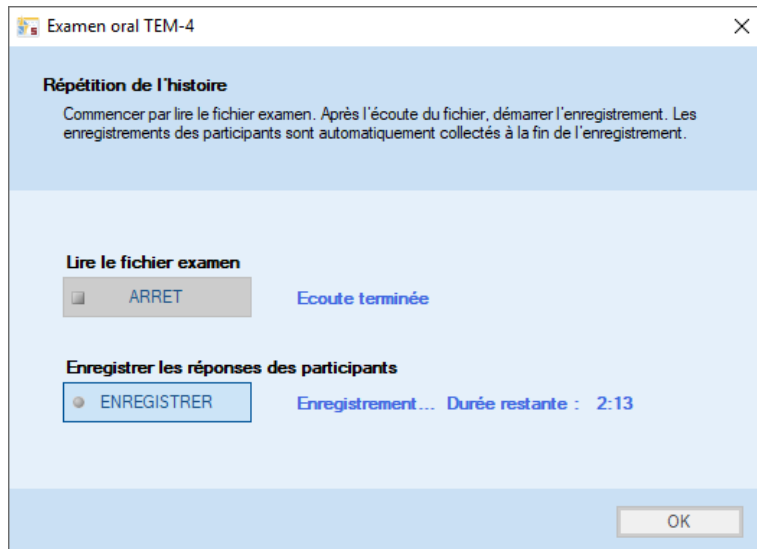 Examen oral TEM-4
Répétition de l'histoire
Commencer par lire le fichier examen. Après l'écoute du fichier, démarrer l'enregistrement. Les
enregistrements des participants sont automatiquement collectés à la fin de l'enregistrement.
Lire le fichier examen
ARRET Ecoute terminée
Enregistrer les réponses des participants
ENREGISTRER Enregistrement... Durée restante : 2:13
OK